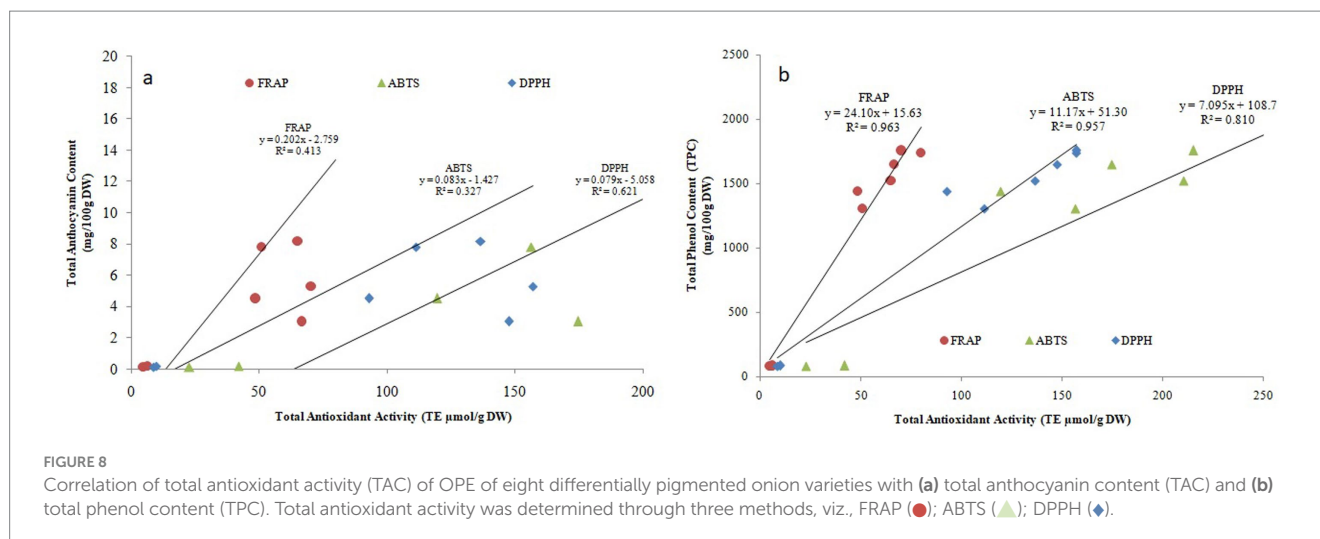 a
20
18
16
14
12
10
8
6
4
2
0
Total Anthocyanin Content
(mg/100g DW)
FRAP
ABTS
DPPH
FRAP
y=0.202x - 2.759
R² = 0.413
ABTS
y=0.083x - 1.427
R² = 0.327
DPPH
y=0.079x - 5.058
R² = 0.621
0
50
100
150
200
Total Antioxidant Activity (TE µmol/g DW)
b
2500
2000
1500
1000
500
0
Total Phenol Content (TPC)
(mg/100g DW)
FRAP
y = 24.10x + 15.63
R² = 0.963
ABTS
y = 11.17x + 51.30
R² = 0.957
DPPH
y = 7.095x + 108.7
R² = 0.810
FRAP
ABTS
DPPH
0
50
100
150
200
250
Total Antioxidant Activity (TE µmol/g DW)
FIGURE 8
Correlation of total antioxidant activity (TAC) of OPE of eight differentially pigmented onion varieties with (a) total anthocyanin content (TAC) and (b)
total phenol content (TPC). Total antioxidant activity was determined through three methods, viz., FRAP (●); ABTS (▲); DPPH (♦).